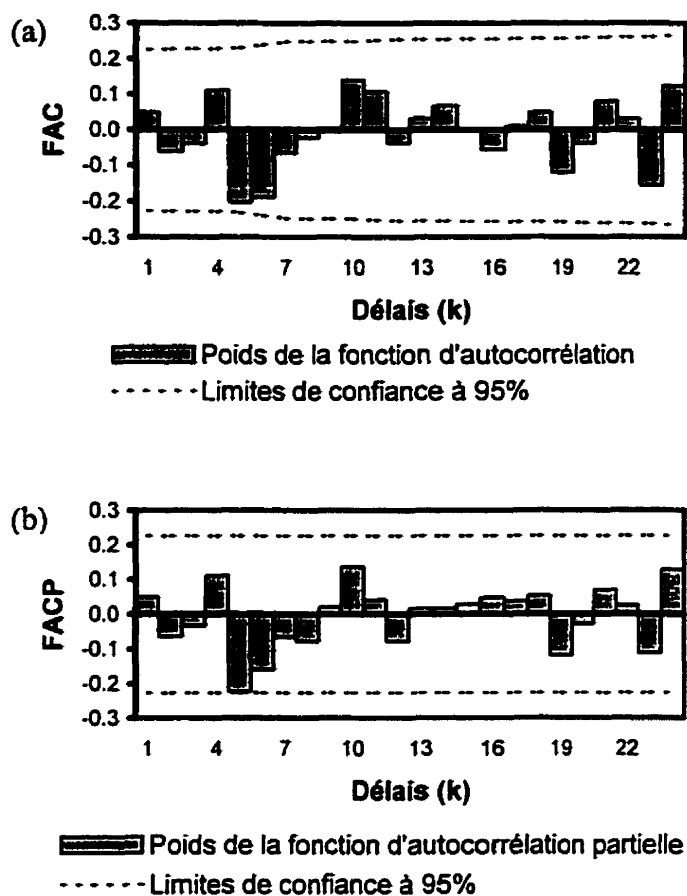 (a)
0.3
0.2
0.1
0.0
-0.1
-0.2
-0.3
FAC
1 4 7 10 13 16 19 22
Délais (k)
Poids de la fonction d'autocorrélation
Limites de confiance à 95%
(b)
0.3
0.2
0.1
0.0
-0.1
-0.2
-0.3
FACP
1 4 7 10 13 16 19 22
Délais (k)
Poids de la fonction d'autocorrélation partielle
Limites de confiance à 95%